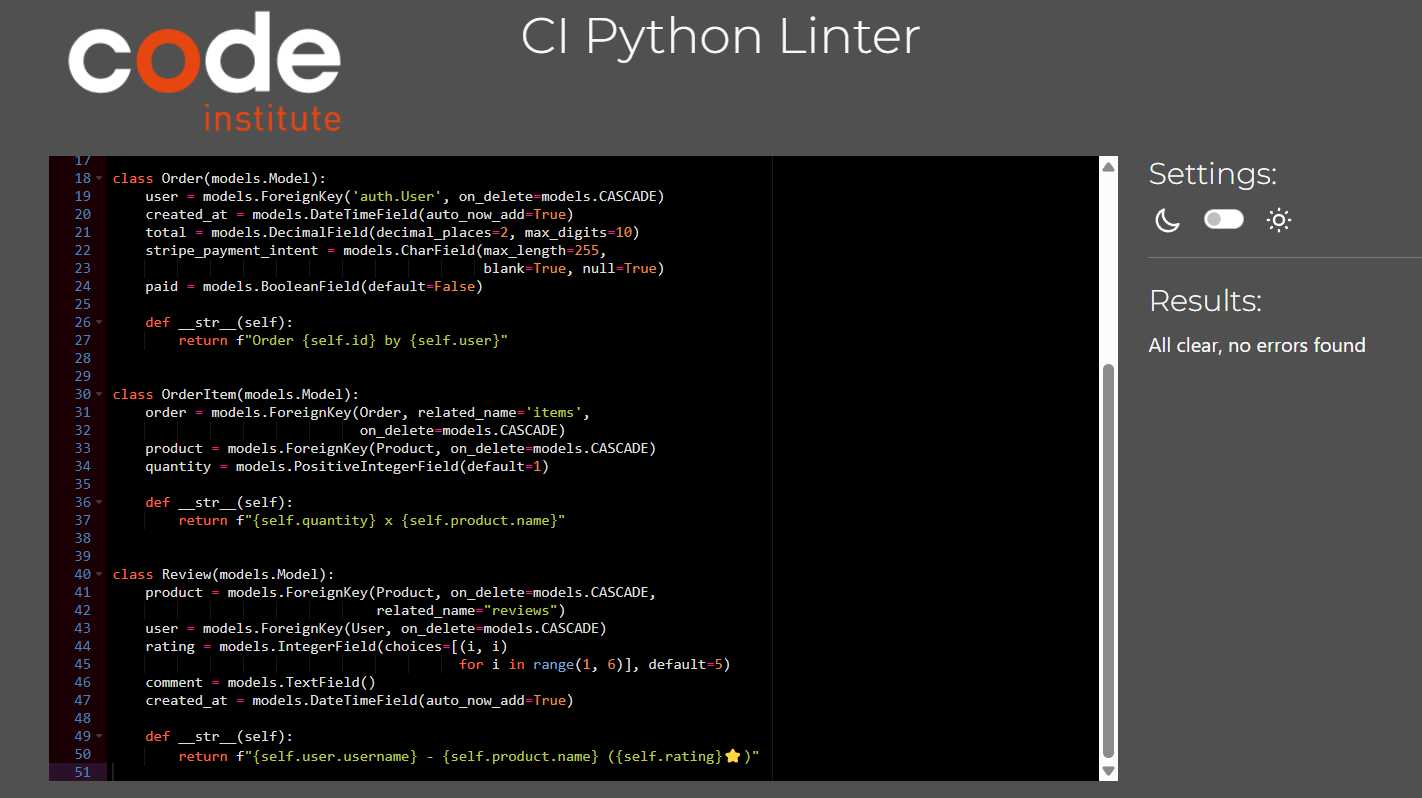 code
institute
CI Python Linter
17
18 class Order(models.Model):
19     user = models.ForeignKey('auth.User', on_delete=models.CASCADE)
20     created_at = models.DateTimeField(auto_now_add=True)
21     total = models.DecimalField(decimal_places=2, max_digits=10)
22     stripe_payment_intent = models.CharField(max_length=255,
23                                              blank=True, null=True)
24     paid = models.BooleanField(default=False)
25
26     def __str__(self):
27         return f"Order {self.id} by {self.user}"
28
29
30 class OrderItem(models.Model):
31     order = models.ForeignKey(Order, related_name='items',
32                               on_delete=models.CASCADE)
33     product = models.ForeignKey(Product, on_delete=models.CASCADE)
34     quantity = models.PositiveIntegerField(default=1)
35
36     def __str__(self):
37         return f"{self.quantity} x {self.product.name}"
38
39
40 class Review(models.Model):
41     product = models.ForeignKey(Product, on_delete=models.CASCADE,
42                                 related_name="reviews")
43     user = models.ForeignKey(User, on_delete=models.CASCADE)
44     rating = models.IntegerField(choices=[(i, i)
45                                           for i in range(1, 6)], default=5)
46     comment = models.TextField()
47     created_at = models.DateTimeField(auto_now_add=True)
48
49     def __str__(self):
50         return f"{self.user.username} - {self.product.name} ({self.rating}⭐)"
51
Settings:
Results:
All clear, no errors found